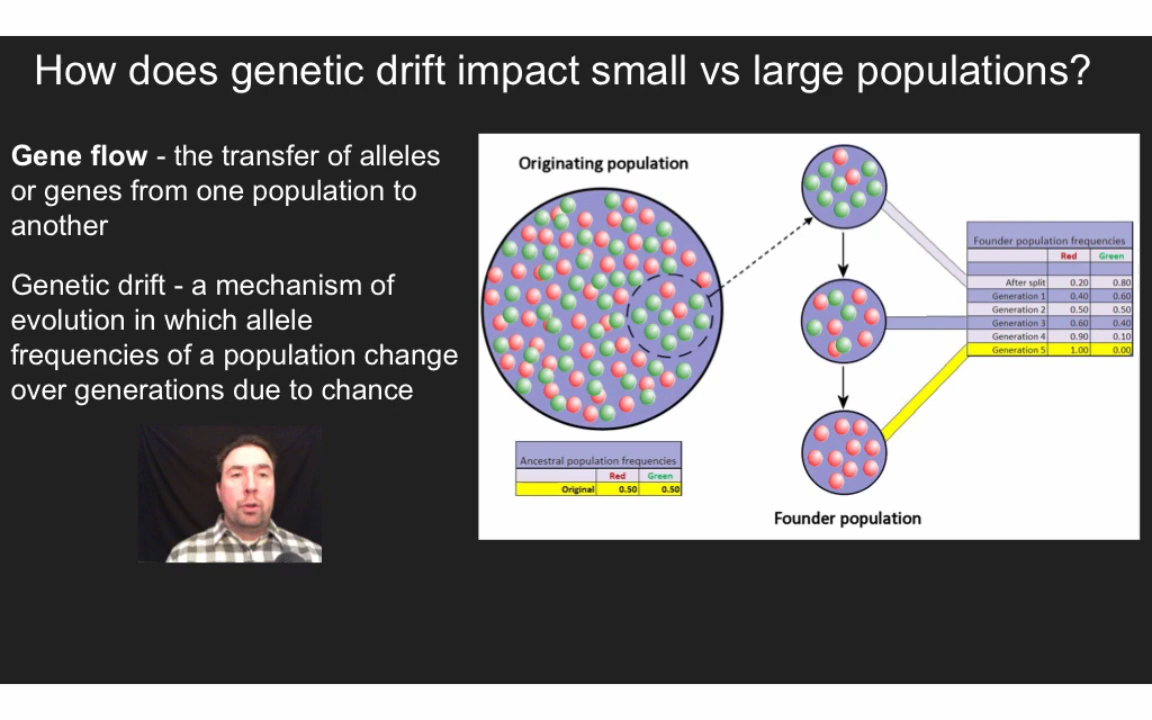 How does genetic drift impact small vs large populations?
Gene flow - the transfer of alleles
or genes from one population to
another
Genetic drift - a mechanism of
evolution in which allele
frequencies of a population change
over generations due to chance
Originating population
Ancestral population frequencies
Red Green
Original 0.50 0.50
Founder population frequencies
Red Green
After split 0.20 0.80
Generation 1 0.40 0.60
Generation 2 0.50 0.50
Generation 3 0.60 0.40
Generation 4 0.90 0.10
Generation 5 1.00 0.00
Founder population